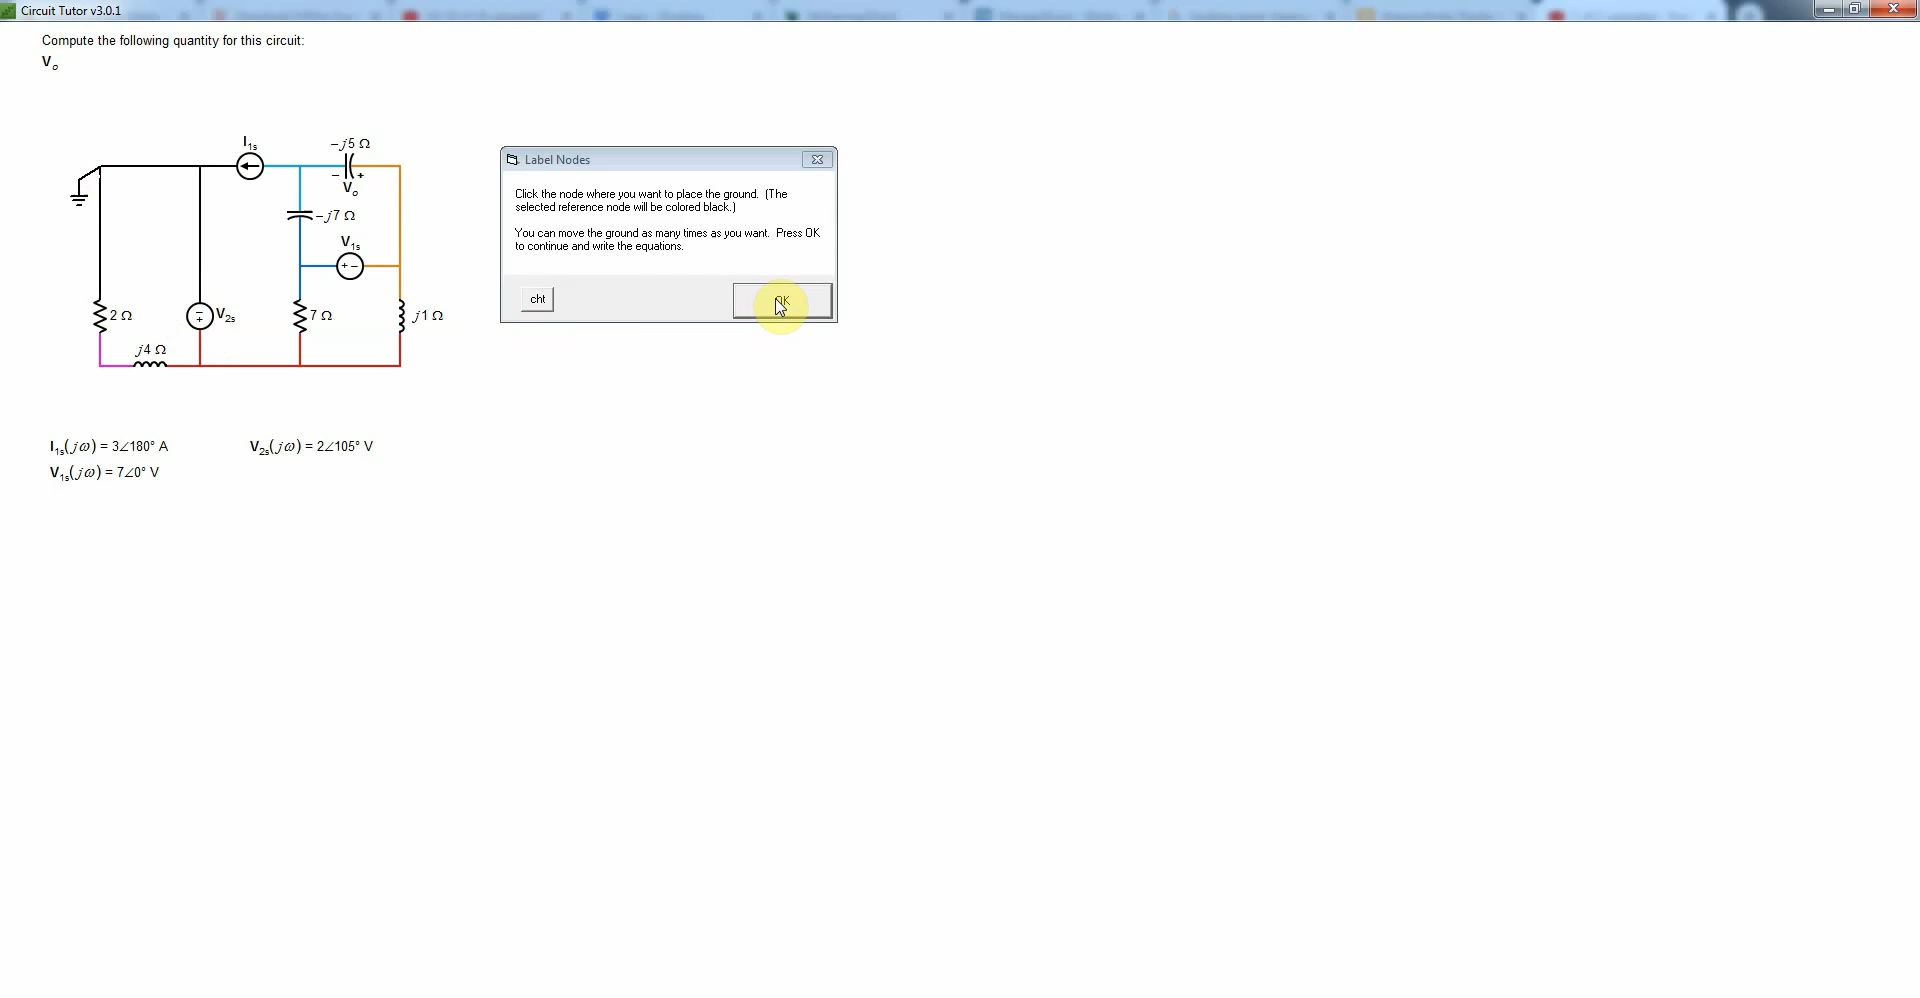 Circuit Tutor v3.0.1
Compute the following quantity for this circuit:
Vo
I1s
−j5 Ω
− +
Vo
−j7 Ω
V1s
+ −
2 Ω
− +
V2s
7 Ω
j1 Ω
j4 Ω
I1s(jω) = 3∠180° A
V2s(jω) = 2∠105° V
V1s(jω) = 7∠0° V
Label Nodes
Click the node where you want to place the ground. (The
selected reference node will be colored black.)
You can move the ground as many times as you want. Press OK
to continue and write the equations.
cht
OK